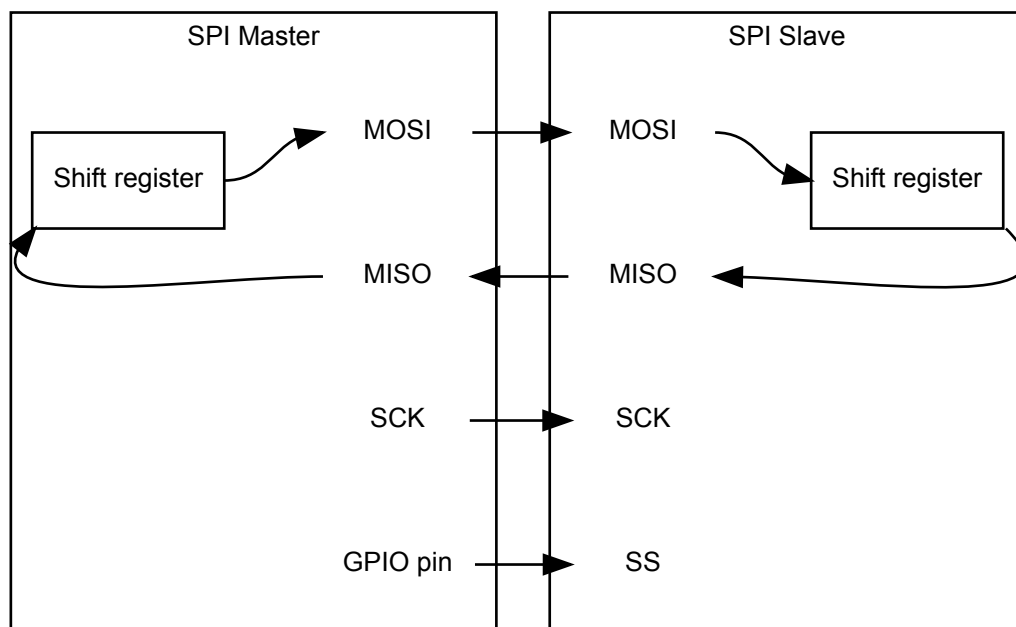 SPI Master
SPI Slave
MOSI
MOSI
Shift register
Shift register
MISO
MISO
SCK
SCK
GPIO pin
SS